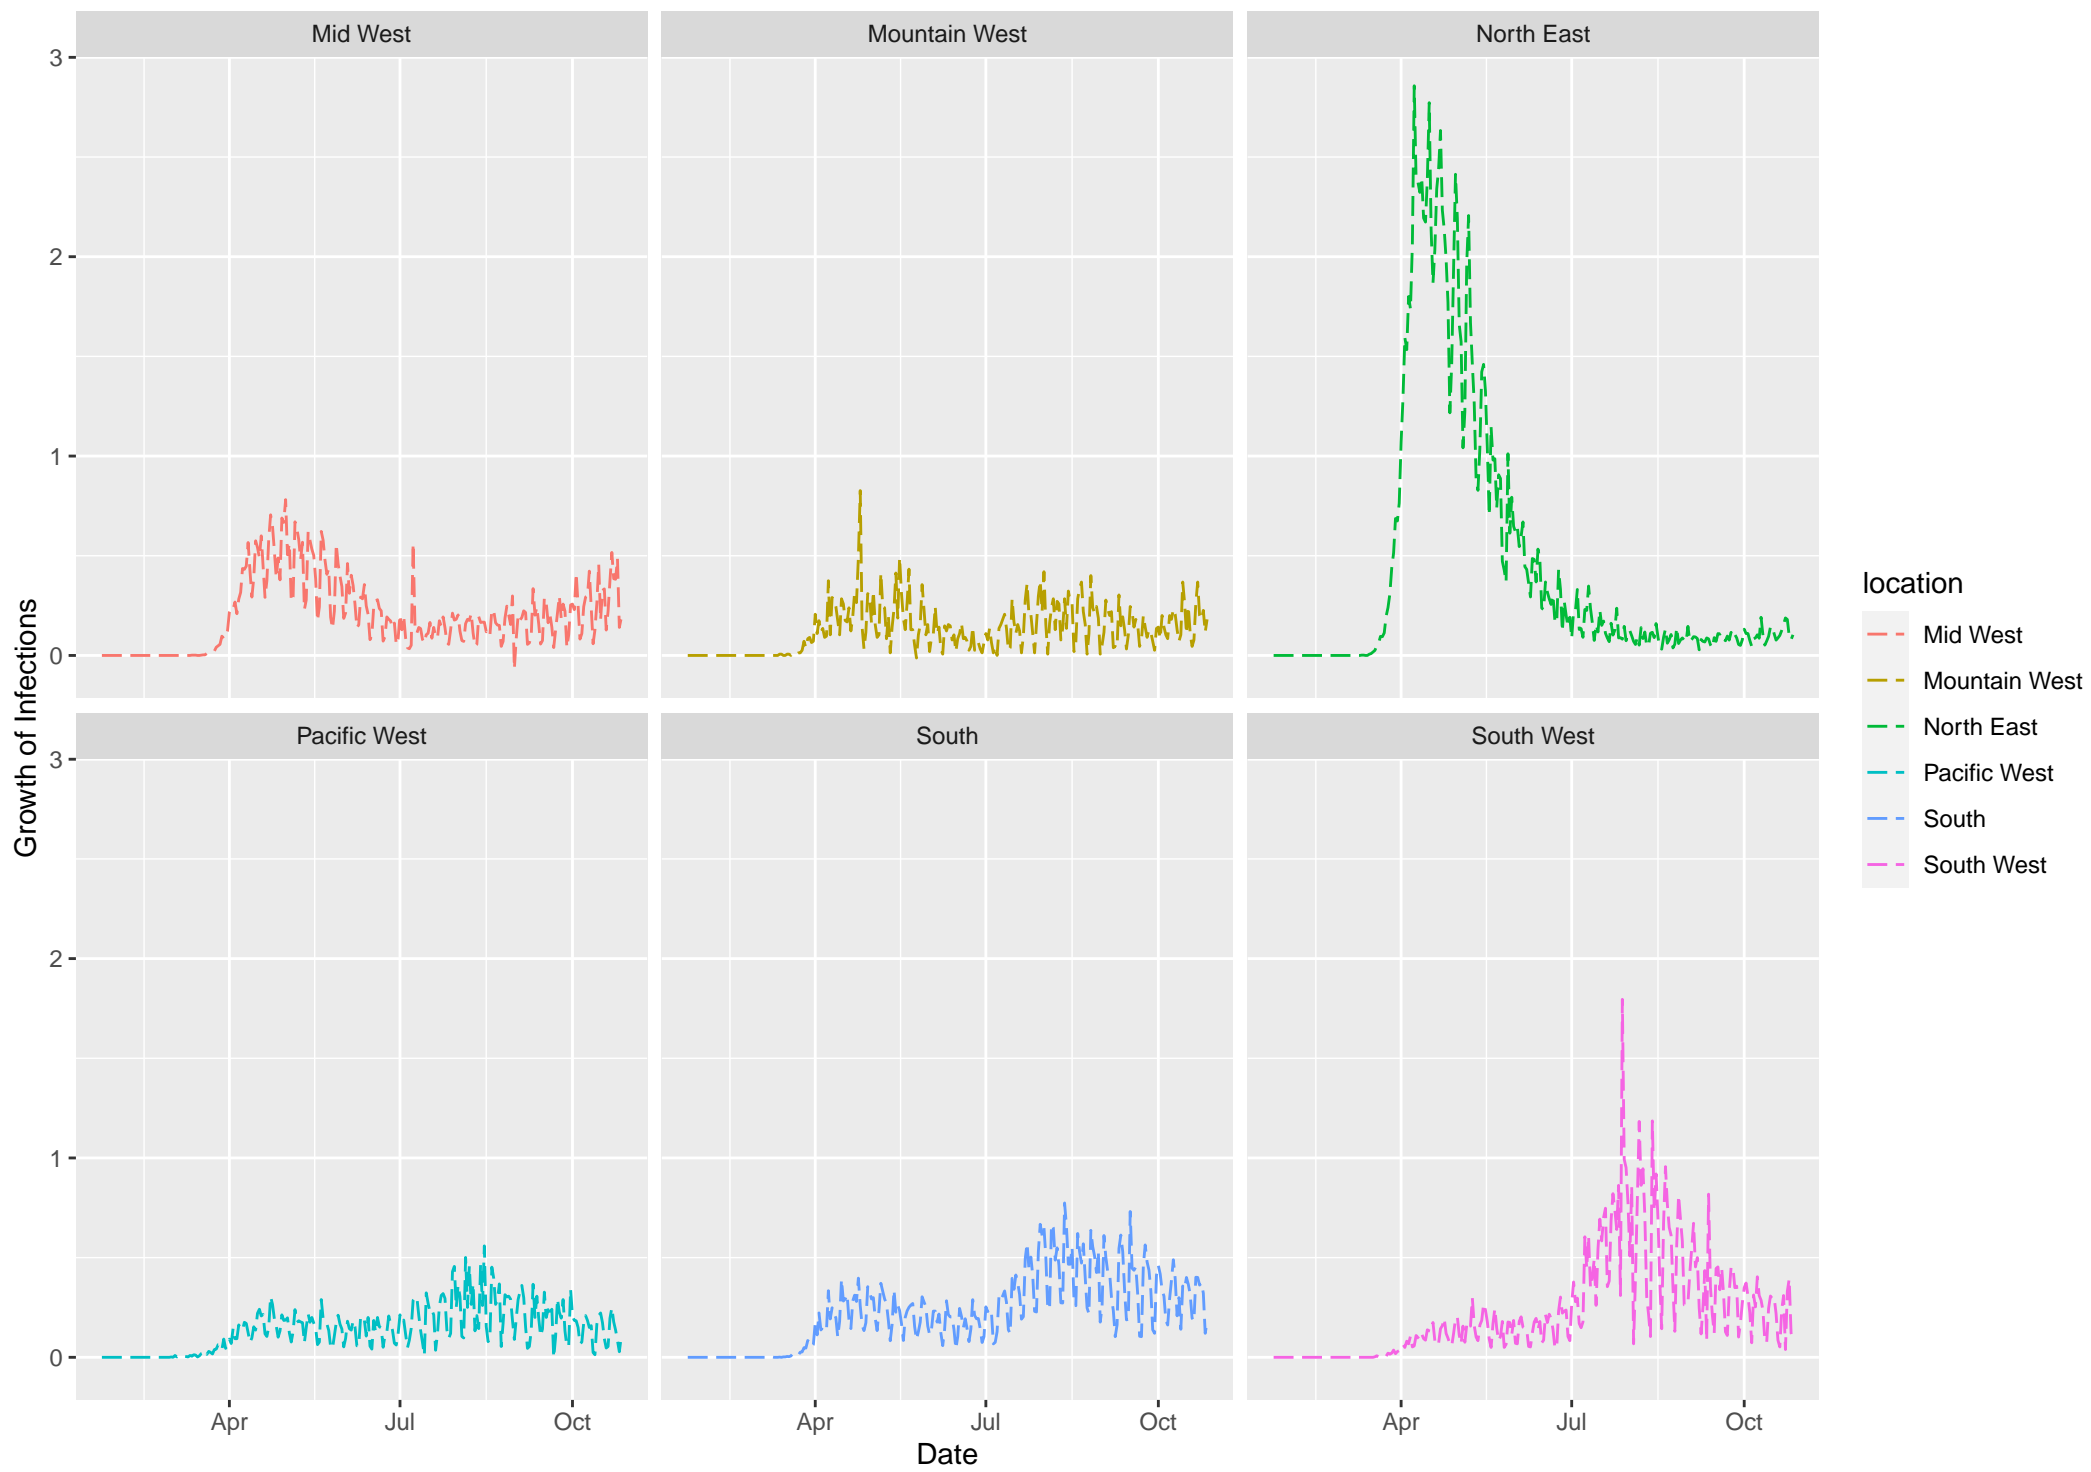 Mid West
Mountain West
North East
3
2
1
0
Pacific West
South
South West
3
2
1
0
Apr
Jul
Oct
Apr
Jul
Oct
Apr
Jul
Oct
Date
Growth of Infections
location
Mid West
Mountain West
North East
Pacific West
South
South West